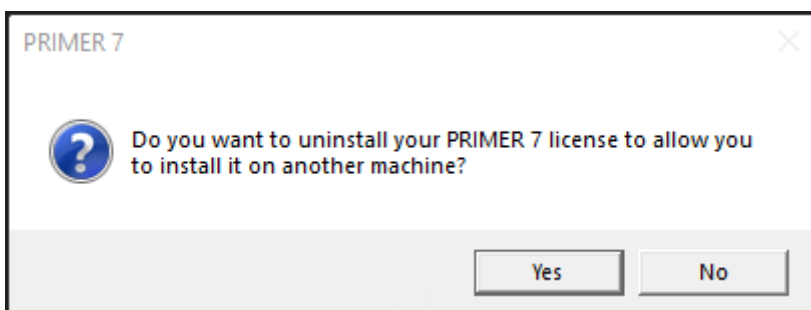 PRIMER 7
Do you want to uninstall your PRIMER 7 license to allow you
to install it on another machine?
Yes
No